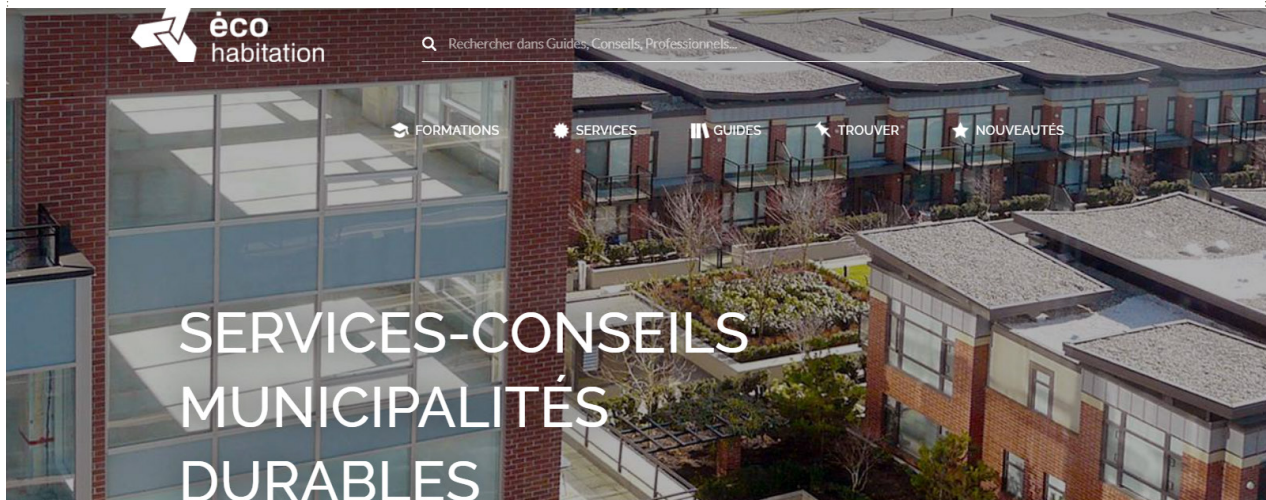 éco
habitation
Rechercher dans Guides, Conseils, Professionnels...
FORMATIONS SERVICES GUIDES TROUVER NOUVEAUTÉS
SERVICES-CONSEILS
MUNICIPALITÉS
DURABLES